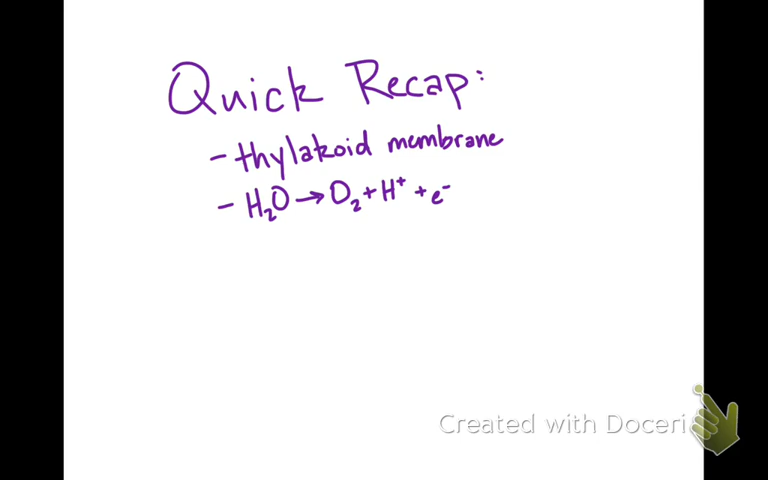 Quick Recap:
- thylakoid membrane
- H₂O → O₂ + H⁺ + e⁻
Created with Doceri